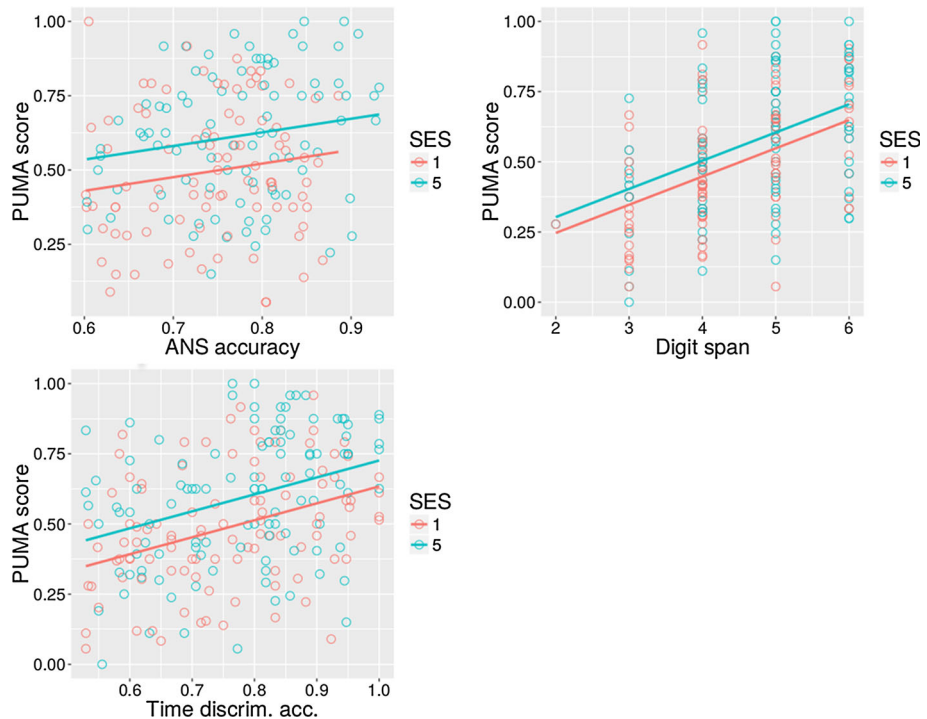 1.00
0.75
0.50
0.25
PUMA score
0.6 0.7 0.8 0.9
ANS accuracy
SES
1
5
1.00
0.75
0.50
0.25
0.00
PUMA score
2 3 4 5 6
Digit span
SES
1
5
1.00
0.75
0.50
0.25
0.00
PUMA score
0.6 0.7 0.8 0.9 1.0
Time discrim. acc.
SES
1
5